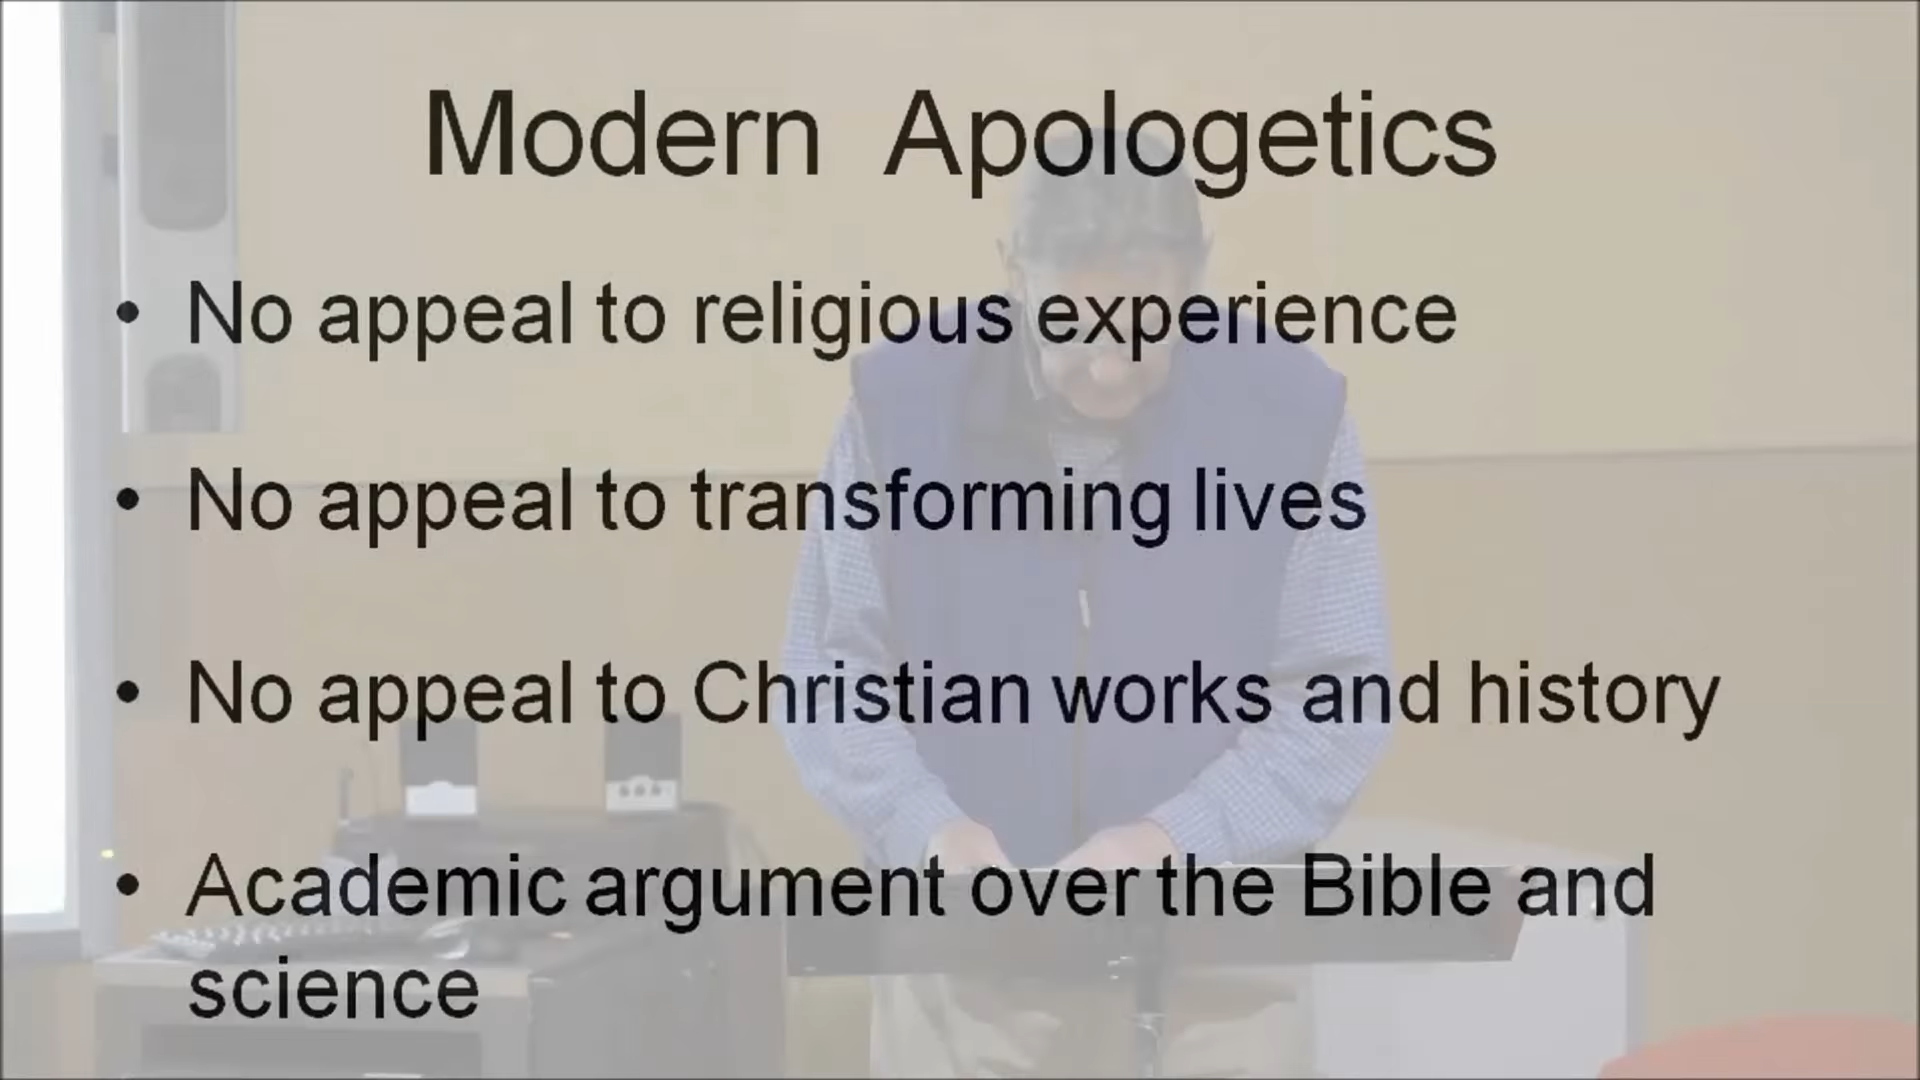 Modern Apologetics
• No appeal to religious experience
• No appeal to transforming lives
• No appeal to Christian works and history
• Academic argument over the Bible and
science